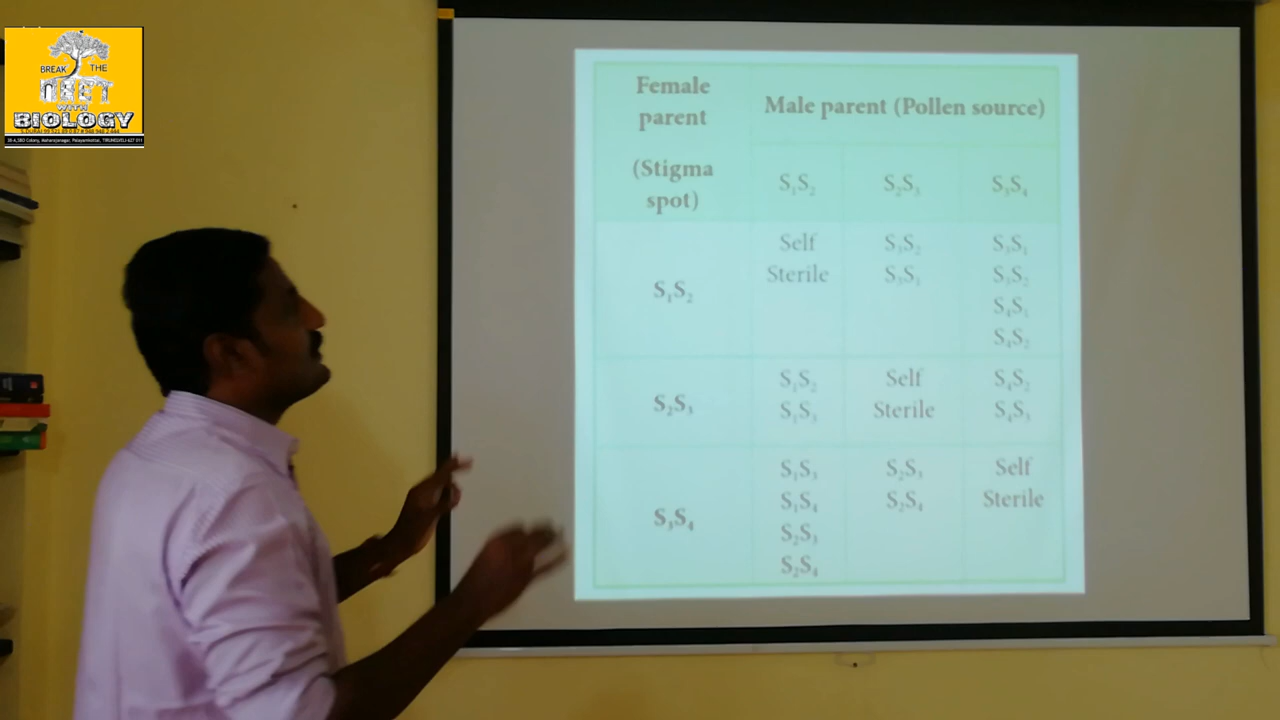 BREAK THE
NEET
WITH
BIOLOGY
Female
parent
(Stigma
spot)
Male parent (Pollen source)
S₁S₂ S₂S₃ S₃S₄
S₁S₂
Self
Sterile
S₃S₂
S₃S₁
S₃S₁
S₃S₂
S₄S₁
S₄S₂
S₂S₃
S₁S₂
S₁S₃
Self
Sterile
S₄S₂
S₄S₃
S₃S₄
S₁S₃
S₁S₄
S₂S₃
S₂S₄
S₂S₃
S₂S₄
Self
Sterile